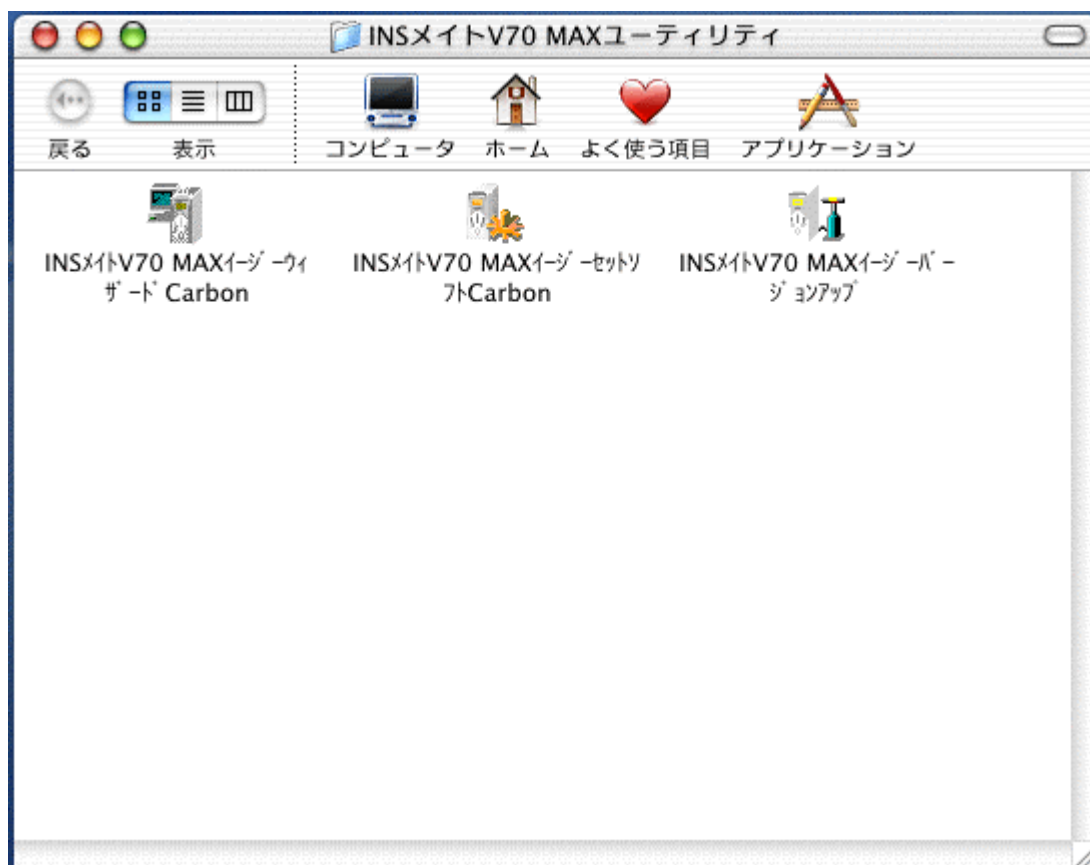 INSメイトV70 MAXユーティリティ
戻る 表示 コンピュータ ホーム よく使う項目 アプリケーション
INSﾒｲﾄV70 MAXｲｰｼﾞｰｳｨ INSﾒｲﾄV70 MAXｲｰｼﾞｰｾｯﾄｿ INSﾒｲﾄV70 MAXｲｰｼﾞｰﾊﾞｰ
ｻﾞｰﾄﾞCarbon ﾌﾄCarbon ｼﾞｮﾝｱｯﾌﾟ